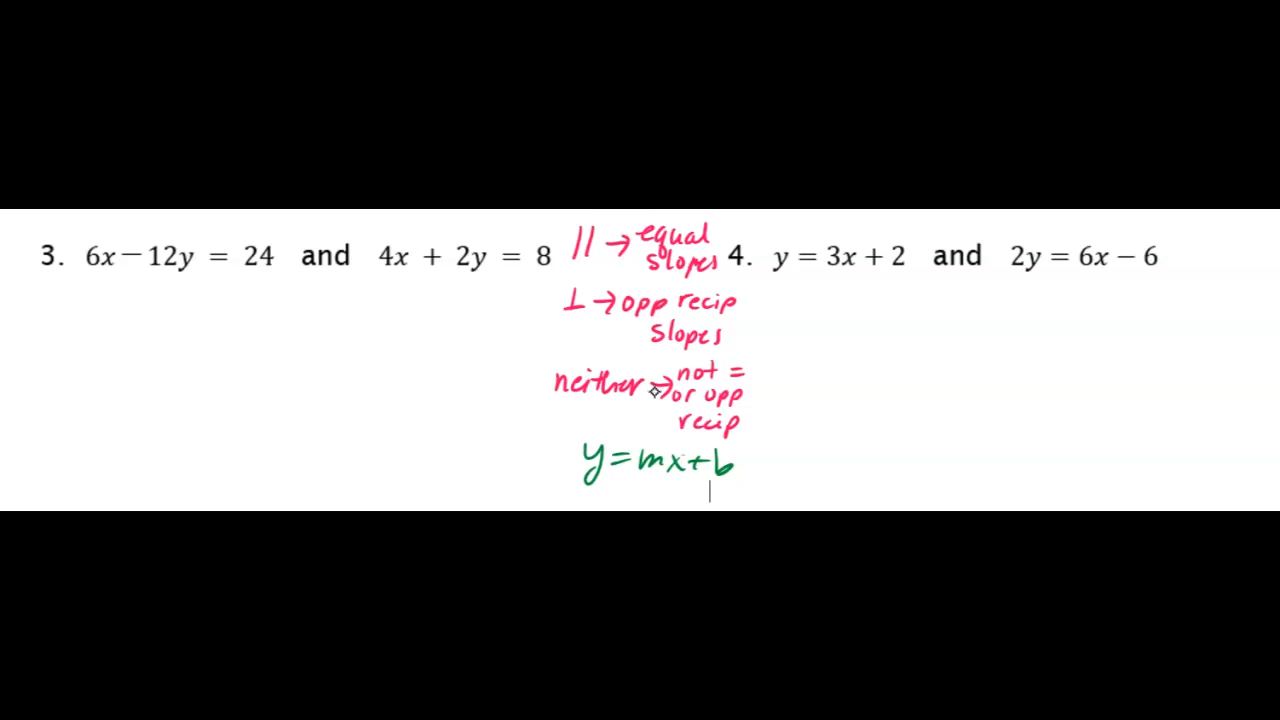 3. 6x − 12y = 24 and 4x + 2y = 8
// → equal
slopes
⊥ → opp recip
slopes
neither → not =
or opp
recip
y = mx + b
4. y = 3x + 2 and 2y = 6x − 6